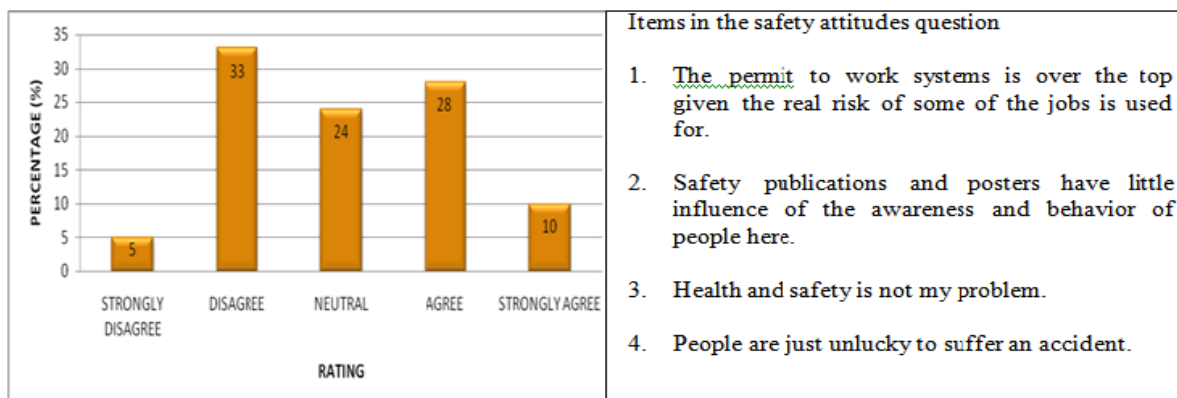 35
30
25
20
15
10
5
0
PERCENTAGE (%)
5
33
24
28
10
STRONGLY
DISAGREE
DISAGREE
NEUTRAL
AGREE
STRONGLY AGREE
RATING
Items in the safety attitudes question
1. The permit to work systems is over the top
given the real risk of some of the jobs is used
for.
2. Safety publications and posters have little
influence of the awareness and behavior of
people here.
3. Health and safety is not my problem.
4. People are just unlucky to suffer an accident.